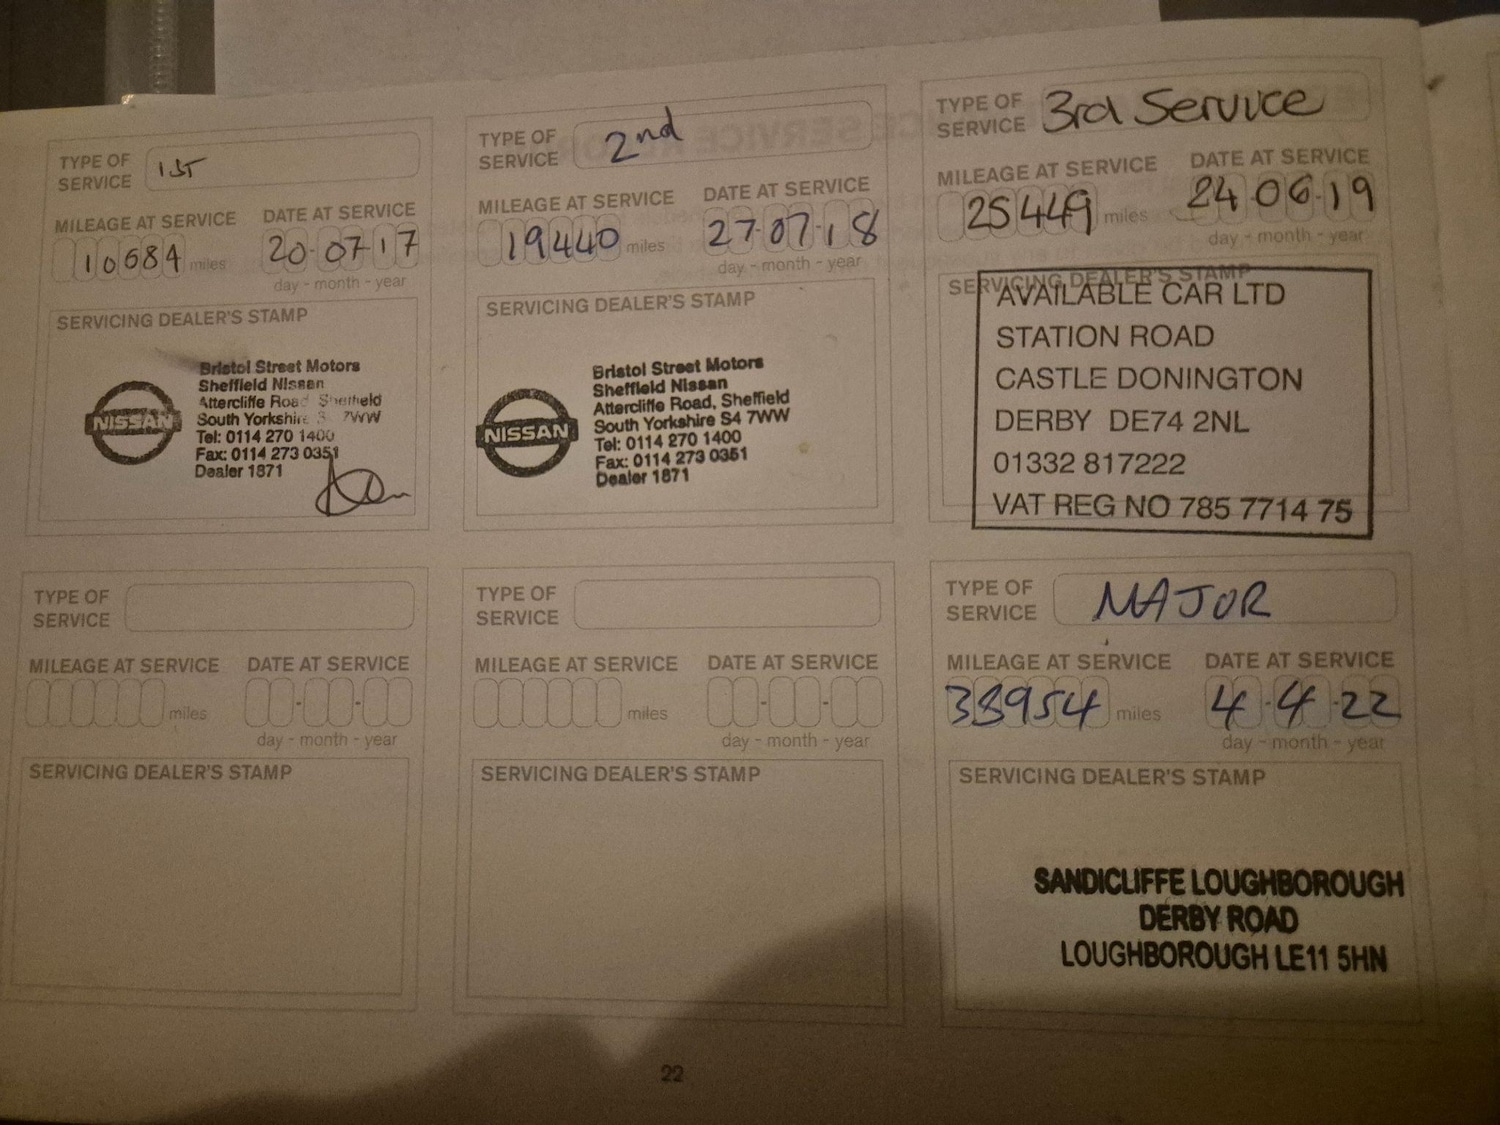 TYPE OF SERVICE 1ST
MILEAGE AT SERVICE DATE AT SERVICE
10684 miles 20-07-17
day - month - year
SERVICING DEALER'S STAMP
NISSAN
Bristol Street Motors
Sheffield Nissan
Attercliffe Road Sheffield
South Yorkshire S 7WW
Tel: 0114 270 1400
Fax: 0114 273 0351
Dealer 1871
TYPE OF SERVICE 2nd
MILEAGE AT SERVICE DATE AT SERVICE
19440 miles 27-07-18
day - month - year
SERVICING DEALER'S STAMP
NISSAN
Bristol Street Motors
Sheffield Nissan
Attercliffe Road, Sheffield
South Yorkshire S4 7WW
Tel: 0114 270 1400
Fax: 0114 273 0351
Dealer 1871
TYPE OF SERVICE 3rd Service
MILEAGE AT SERVICE DATE AT SERVICE
25449 miles 24-06-19
day - month - year
SERVICING DEALER'S STAMP
AVAILABLE CAR LTD
STATION ROAD
CASTLE DONINGTON
DERBY DE74 2NL
01332 817222
VAT REG NO 785 7714 75
TYPE OF SERVICE
MILEAGE AT SERVICE DATE AT SERVICE
miles
day - month - year
SERVICING DEALER'S STAMP
TYPE OF SERVICE
MILEAGE AT SERVICE DATE AT SERVICE
miles
day - month - year
SERVICING DEALER'S STAMP
TYPE OF SERVICE MAJOR
MILEAGE AT SERVICE DATE AT SERVICE
33954 miles 4-4-22
day - month - year
SERVICING DEALER'S STAMP
SANDICLIFFE LOUGHBOROUGH
DERBY ROAD
LOUGHBOROUGH LE11 5HN
22